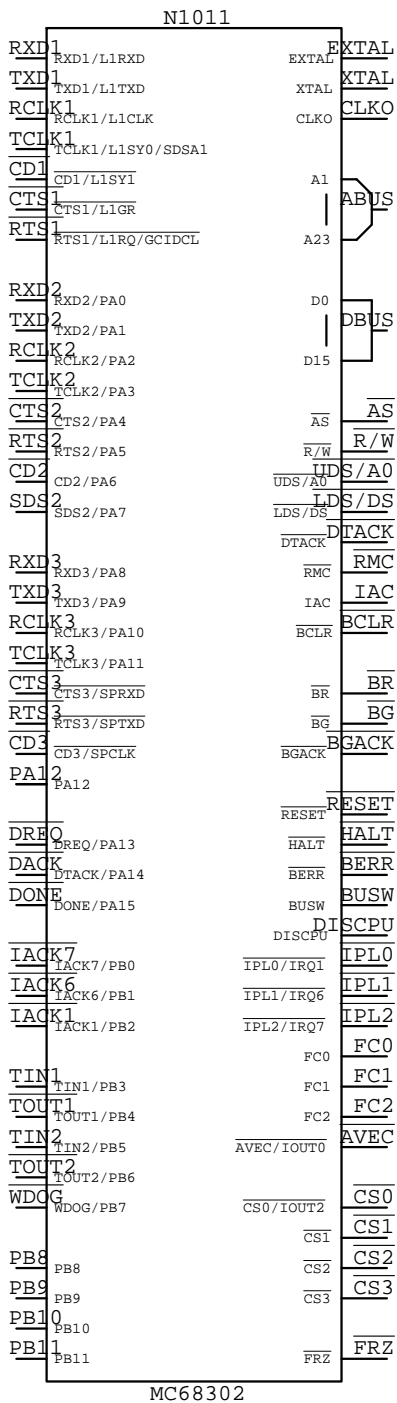 N1011
RXD1 RXD1/L1RXD EXTAL EXTAL
TXD1 TXD1/L1TXD XTAL XTAL
RCLK1 RCLK1/L1CLK CLKO CLKO
TCLK1 TCLK1/L1SY0/SDSA1
CD1 CD1/L1SY1 A1
CTS1 CTS1/L1GR ABUS
RTS1 RTS1/L1RQ/GCIDCL A23
RXD2 RXD2/PA0 D0
TXD2 TXD2/PA1 DBUS
RCLK2 RCLK2/PA2 D15
TCLK2 TCLK2/PA3
CTS2 CTS2/PA4 AS AS
RTS2 RTS2/PA5 R/W R/W
CD2 CD2/PA6 UDS/A0 UDS/A0
SDS2 SDS2/PA7 LDS/DS LDS/DS
DTACK DTACK
RXD3 RXD3/PA8 RMC RMC
TXD3 TXD3/PA9 IAC IAC
RCLK3 RCLK3/PA10 BCLR BCLR
TCLK3 TCLK3/PA11
CTS3 CTS3/SPRXD BR BR
RTS3 RTS3/SPTXD BG BG
CD3 CD3/SPCLK BGACK BGACK
PA12 PA12
RESET RESET
DREQ DREQ/PA13 HALT HALT
DACK DTACK/PA14 BERR BERR
DONE DONE/PA15 BUSW BUSW
DISCPU DISCPU
IACK7 IACK7/PB0 IPL0/IRQ1 IPL0
IACK6 IACK6/PB1 IPL1/IRQ6 IPL1
IACK1 IACK1/PB2 IPL2/IRQ7 IPL2
FC0 FC0
TIN1 TIN1/PB3 FC1 FC1
TOUT1 TOUT1/PB4 FC2 FC2
TIN2 TIN2/PB5 AVEC/IOUT0 AVEC
TOUT2 TOUT2/PB6
WDOG WDOG/PB7 CS0/IOUT2 CS0
CS1 CS1
PB8 PB8 CS2 CS2
PB9 PB9 CS3 CS3
PB10 PB10
PB11 PB11 FRZ FRZ
MC68302